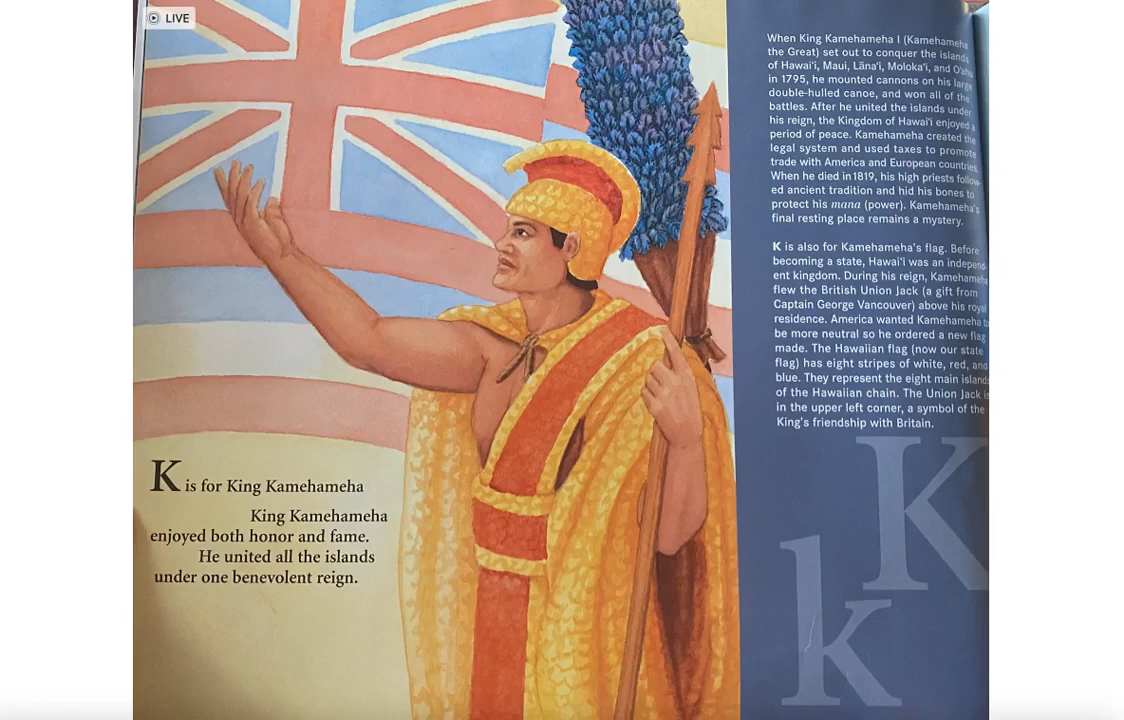 LIVE
K is for King Kamehameha
King Kamehameha
enjoyed both honor and fame.
He united all the islands
under one benevolent reign.
When King Kamehameha I (Kamehameha
the Great) set out to conquer the islands
of Hawai'i, Maui, Lāna'i, Moloka'i, and O'ahu
in 1795, he mounted cannons on his large
double-hulled canoe, and won all of the
battles. After he united the islands under
his reign, the Kingdom of Hawai'i enjoyed a
period of peace. Kamehameha created the
legal system and used taxes to promote
trade with America and European countries.
When he died in 1819, his high priests follow-
ed ancient tradition and hid his bones to
protect his mana (power). Kamehameha's
final resting place remains a mystery.
K is also for Kamehameha's flag. Before
becoming a state, Hawai'i was an independ-
ent kingdom. During his reign, Kamehameha
flew the British Union Jack (a gift from
Captain George Vancouver) above his royal
residence. America wanted Kamehameha to
be more neutral so he ordered a new flag
made. The Hawaiian flag (now our state
flag) has eight stripes of white, red, and
blue. They represent the eight main islands
of the Hawaiian chain. The Union Jack is
in the upper left corner, a symbol of the
King's friendship with Britain.
K
k